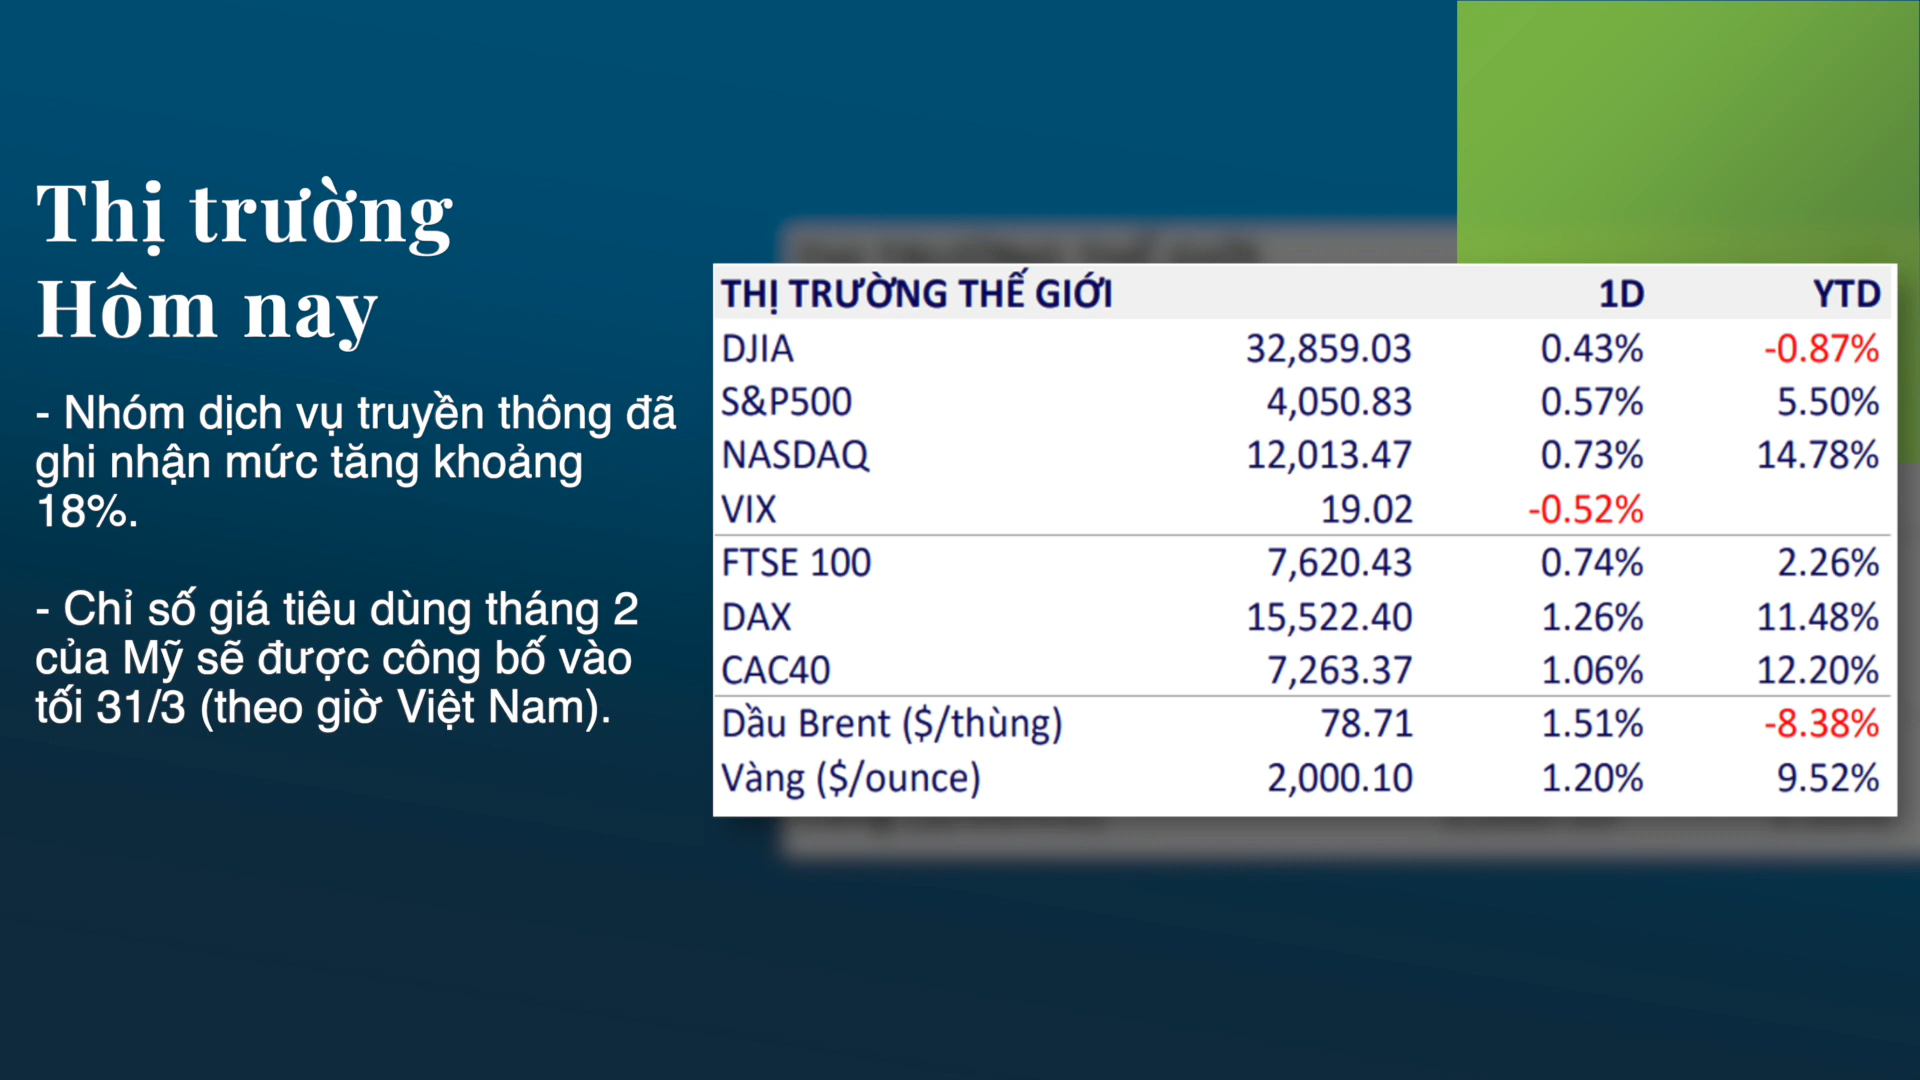 Thị trường
Hôm nay
- Nhóm dịch vụ truyền thông đã
ghi nhận mức tăng khoảng
18%.
- Chỉ số giá tiêu dùng tháng 2
của Mỹ sẽ được công bố vào
tối 31/3 (theo giờ Việt Nam).
THỊ TRƯỜNG THẾ GIỚI 1D YTD
DJIA 32,859.03 0.43% -0.87%
S&P500 4,050.83 0.57% 5.50%
NASDAQ 12,013.47 0.73% 14.78%
VIX 19.02 -0.52%
FTSE 100 7,620.43 0.74% 2.26%
DAX 15,522.40 1.26% 11.48%
CAC40 7,263.37 1.06% 12.20%
Dầu Brent ($/thùng) 78.71 1.51% -8.38%
Vàng ($/ounce) 2,000.10 1.20% 9.52%